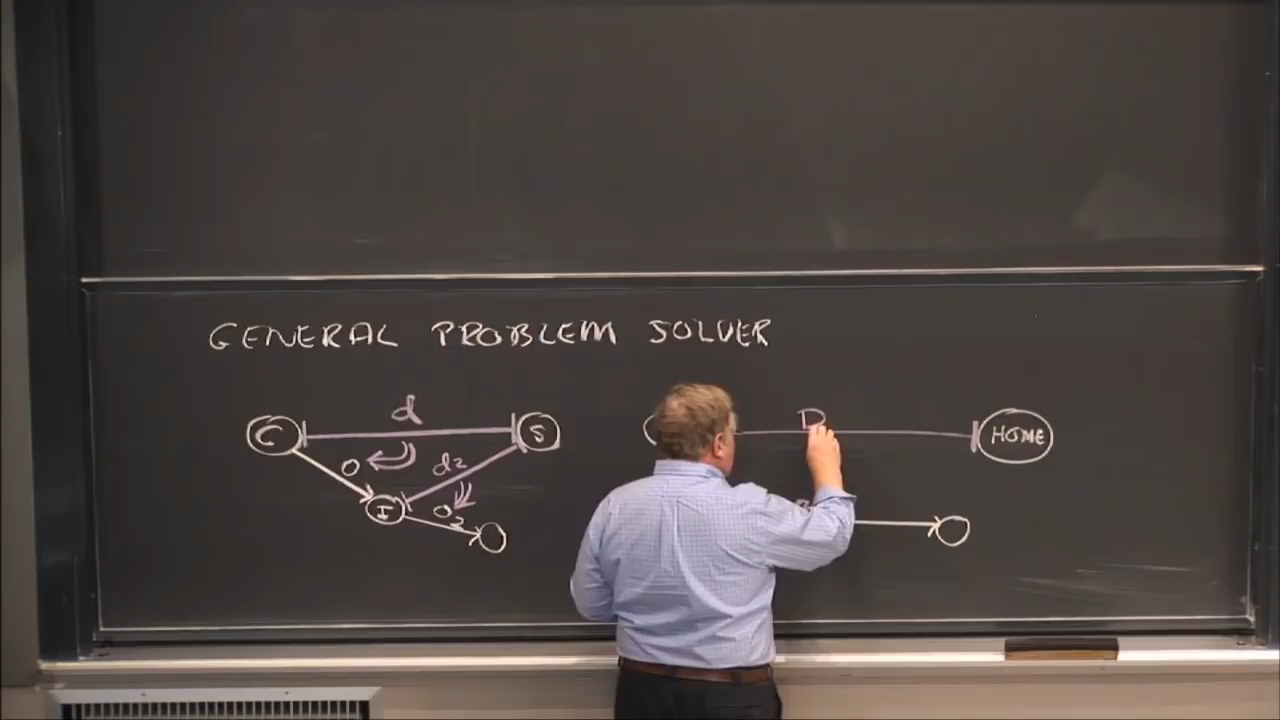 GENERAL PROBLEM SOLVER
d D
C S HOME
O d2
I O2